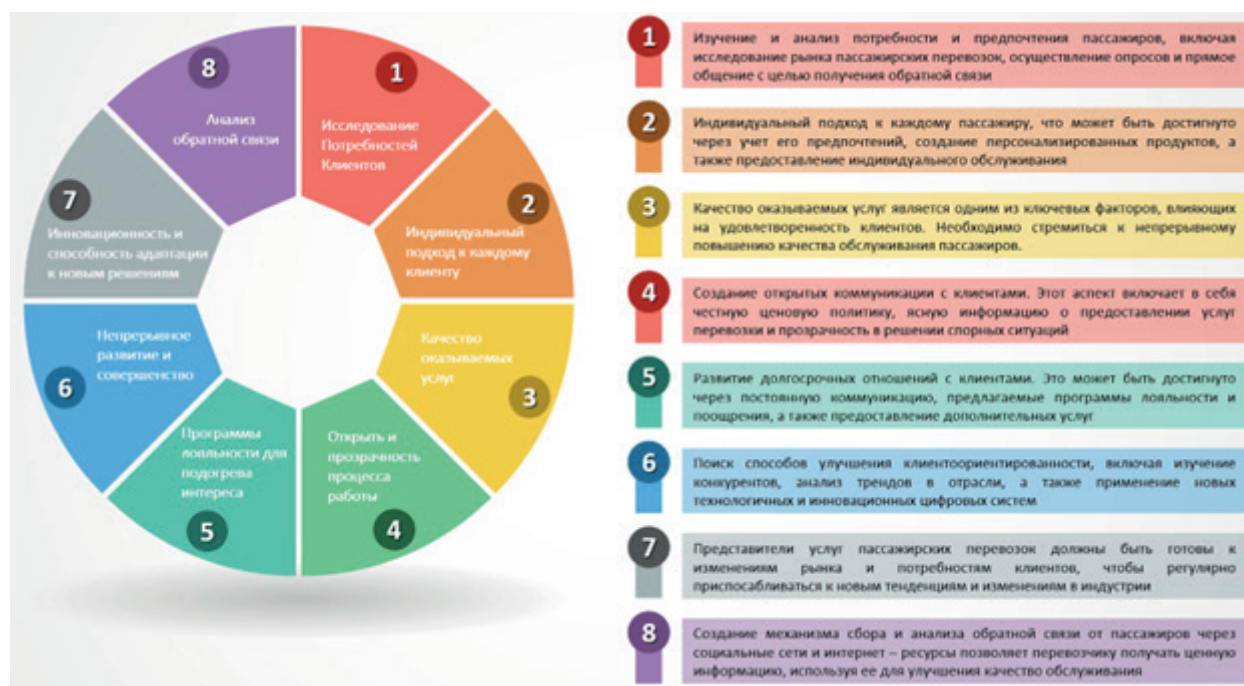 1
Исследование
Потребностей
Клиентов
2
Индивидуальный
подход к каждому
клиенту
Качество
оказываемых
услуг
3
Открыть и
прозрачность
процесса
работы
4
Программы
лояльности для
подогрева
интереса
5
Непрерывное
развитие и
совершенство
6
7
Инновационность и
способность адаптации
к новым решениям
8
Анализ
обратной связи
1
Изучение и анализ потребности и предпочтения пассажиров, включая
исследование рынка пассажирских перевозок, осуществление опросов и прямое
общение с целью получения обратной связи
2
Индивидуальный подход к каждому пассажиру, что может быть достигнуто
через учет его предпочтений, создание персонализированных продуктов, а
также предоставление индивидуального обслуживания
3
Качество оказываемых услуг является одним из ключевых факторов, влияющих
на удовлетворенность клиентов. Необходимо стремиться к непрерывному
повышению качества обслуживания пассажиров.
4
Создание открытых коммуникации с клиентами. Этот аспект включает в себя
честную ценовую политику, ясную информацию о предоставлении услуг
перевозки и прозрачность в решении спорных ситуаций
5
Развитие долгосрочных отношений с клиентами. Это может быть достигнуто
через постоянную коммуникацию, предлагаемые программы лояльности и
поощрения, а также предоставление дополнительных услуг
6
Поиск способов улучшения клиентоориентированности, включая изучение
конкурентов, анализ трендов в отрасли, а также применение новых
технологичных и инновационных цифровых систем
7
Представители услуг пассажирских перевозок должны быть готовы к
изменениям рынка и потребностям клиентов, чтобы регулярно
приспосабливаться к новым тенденциям и изменениям в индустрии
8
Создание механизма сбора и анализа обратной связи от пассажиров через
социальные сети и интернет – ресурсы позволяет перевозчику получать ценную
информацию, используя ее для улучшения качество обслуживания